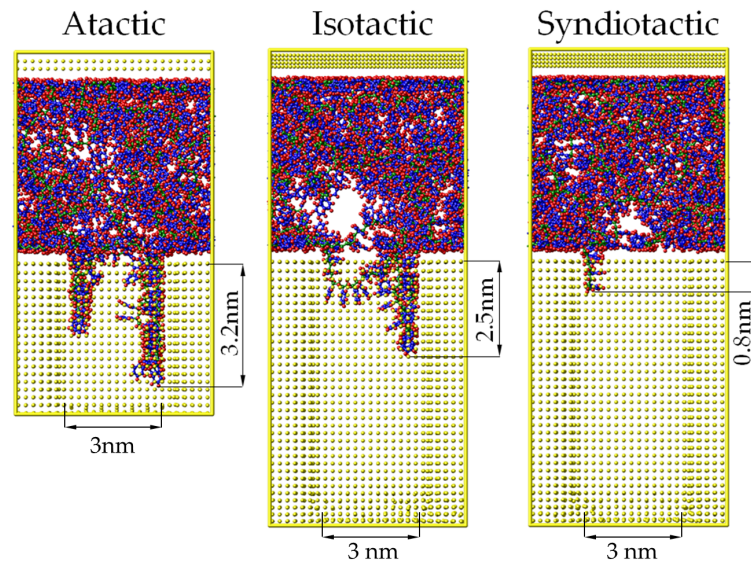 Atactic
Isotactic
Syndiotactic
3.2nm
2.5nm
0.8nm
3nm
3 nm
3 nm